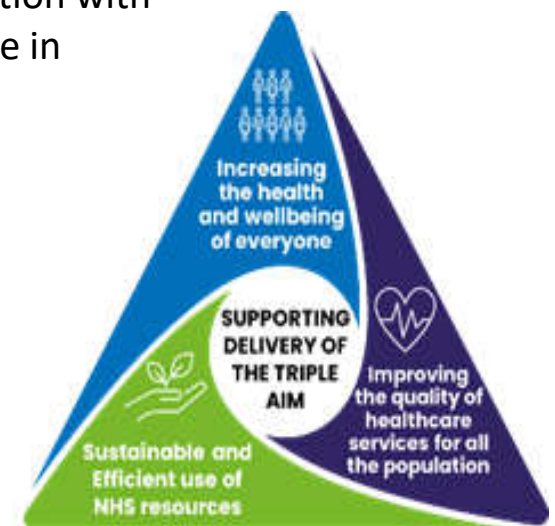 tion with
e in
Increasing
the health
and wellbeing
of everyone
SUPPORTING
DELIVERY OF
THE TRIPLE
AIM
Improving
the quality of
healthcare
services for all
the population
Sustainable and
Efficient use of
NHS resources